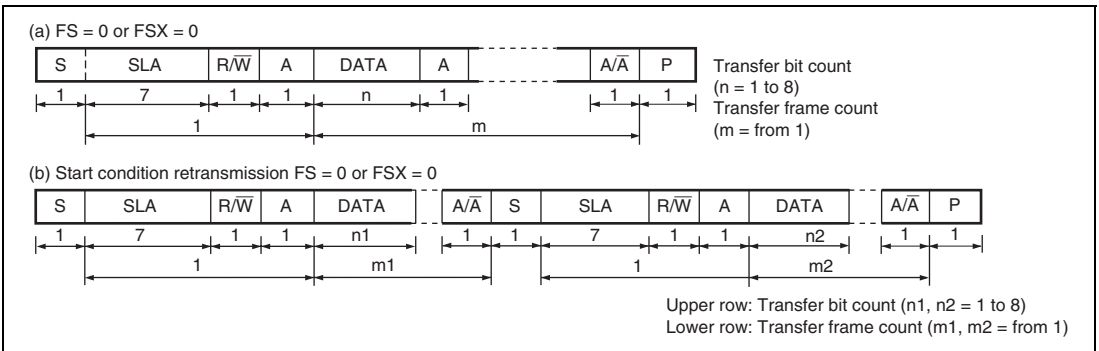 (a) FS = 0 or FSX = 0
S SLA R/W̅ A DATA A A/A̅ P
1 7 1 1 n 1 1 1
1 m
Transfer bit count
(n = 1 to 8)
Transfer frame count
(m = from 1)
(b) Start condition retransmission FS = 0 or FSX = 0
S SLA R/W̅ A DATA A/A̅ S SLA R/W̅ A DATA A/A̅ P
1 7 1 1 n1 1 1 7 1 1 n2 1 1
1 m1 1 m2
Upper row: Transfer bit count (n1, n2 = 1 to 8)
Lower row: Transfer frame count (m1, m2 = from 1)